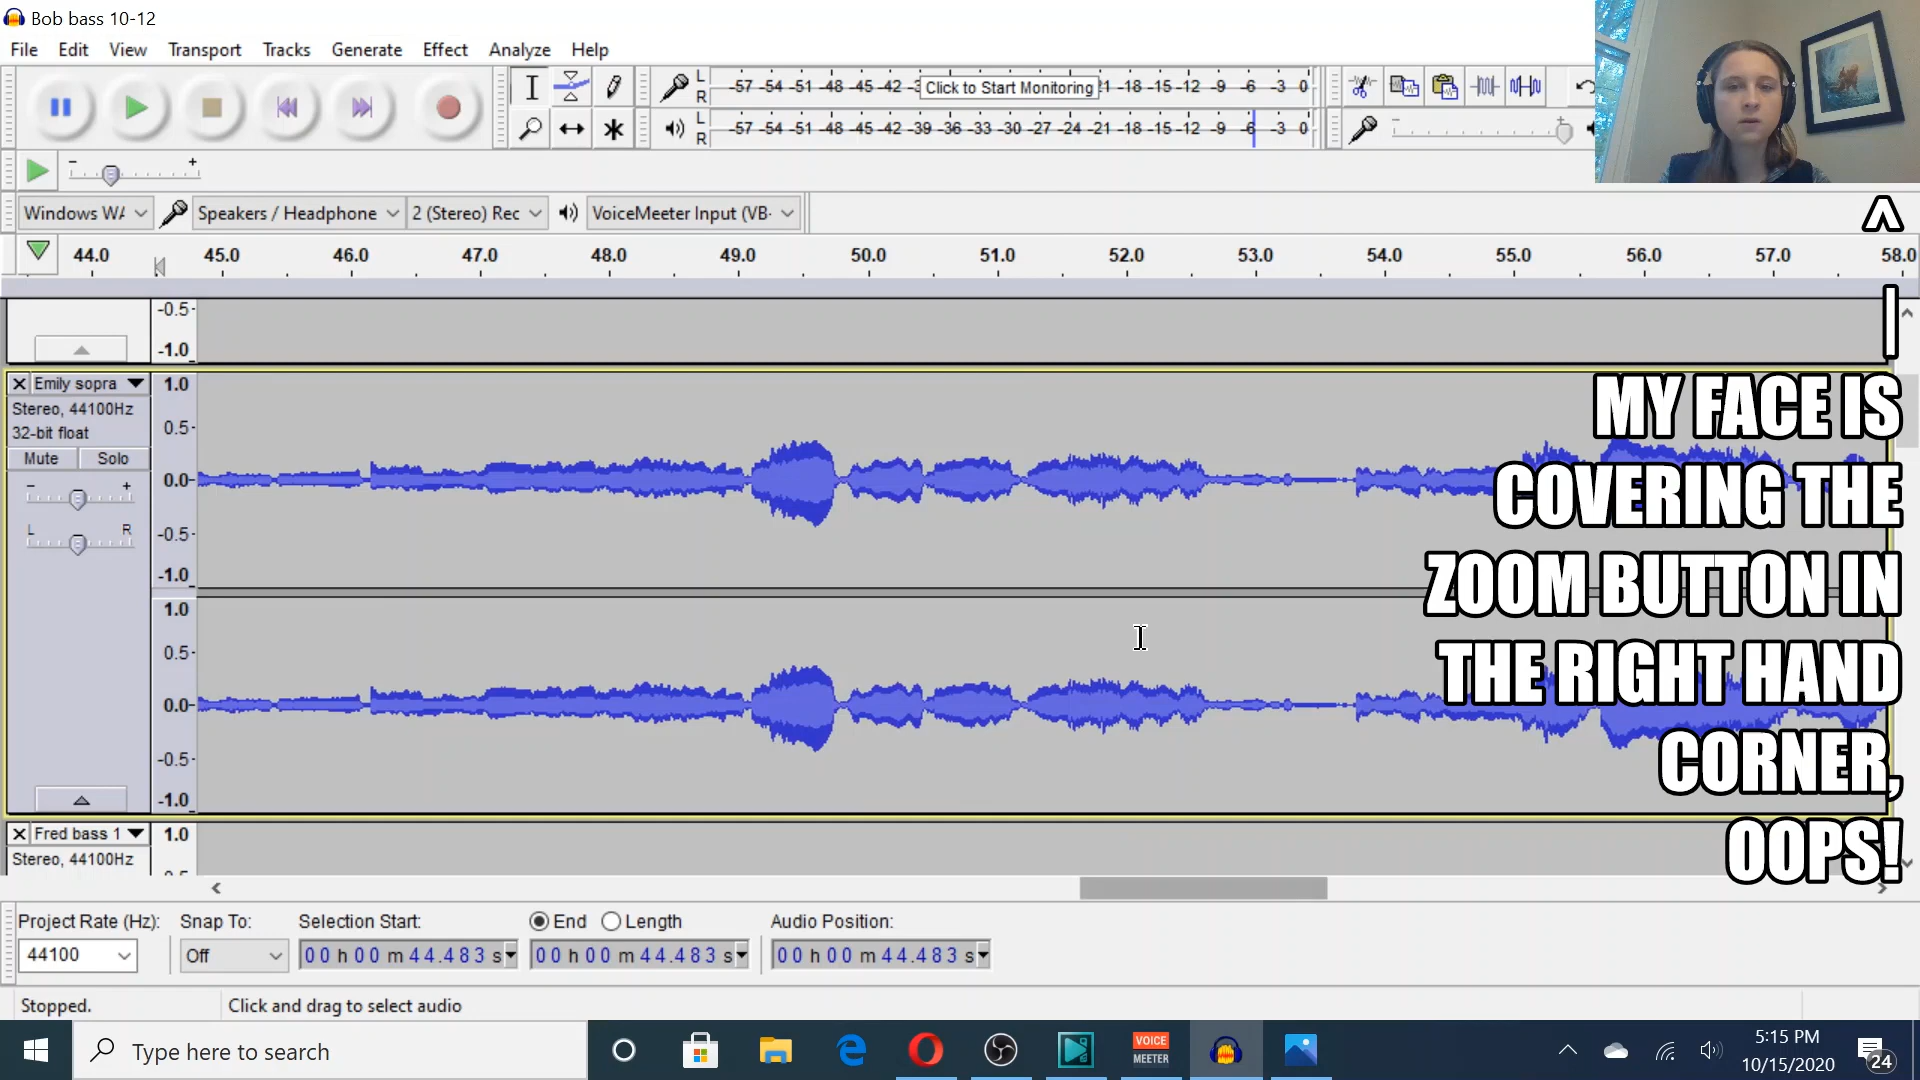 Bob bass 10-12
File Edit View Transport Tracks Generate Effect Analyze Help
L -57 -54 -51 -48 -45 -42 Click to Start Monitoring -18 -15 -12 -9 -6 -3 0
R
L -57 -54 -51 -48 -45 -42 -39 -36 -33 -30 -27 -24 -21 -18 -15 -12 -9 -6 -3 0
R
- +
Windows WA Speakers / Headphone 2 (Stereo) Rec VoiceMeeter Input (VB-
44.0 45.0 46.0 47.0 48.0 49.0 50.0 51.0 52.0 53.0 54.0 55.0 56.0 57.0 58.0
-0.5
-1.0
X Emily sopra 1.0
Stereo, 44100Hz
32-bit float
0.5
Mute Solo
0.0
- +
L R
-0.5
-1.0
1.0
0.5
0.0
-0.5
-1.0
X Fred bass 1 1.0
Stereo, 44100Hz
^
|
MY FACE IS
COVERING THE
ZOOM BUTTON IN
THE RIGHT HAND
CORNER,
OOPS!
Project Rate (Hz): Snap To: Selection Start: End Length Audio Position:
44100 Off 00 h 00 m 44.483 s 00 h 00 m 44.483 s 00 h 00 m 44.483 s
Stopped. Click and drag to select audio
Type here to search
VOICE
MEETER
5:15 PM
10/15/2020
24